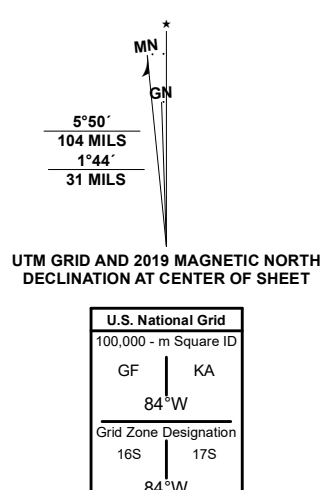 ★
MN
GN
5°50´
104 MILS
1°44´
31 MILS
UTM GRID AND 2019 MAGNETIC NORTH
DECLINATION AT CENTER OF SHEET
U.S. National Grid
100,000 - m Square ID
GF KA
84°W
Grid Zone Designation
16S 17S
84°W